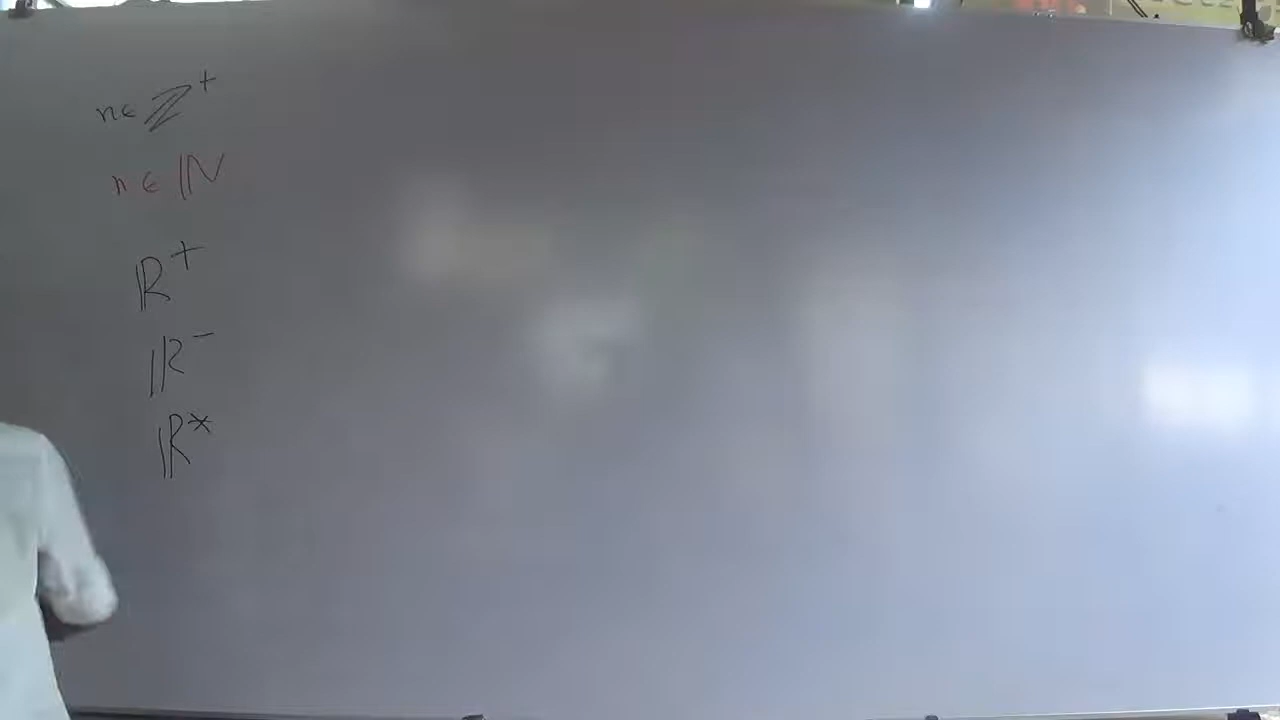 n ∈ ℤ⁺
n ∈ ℕ
ℝ⁺
ℝ⁻
ℝ*